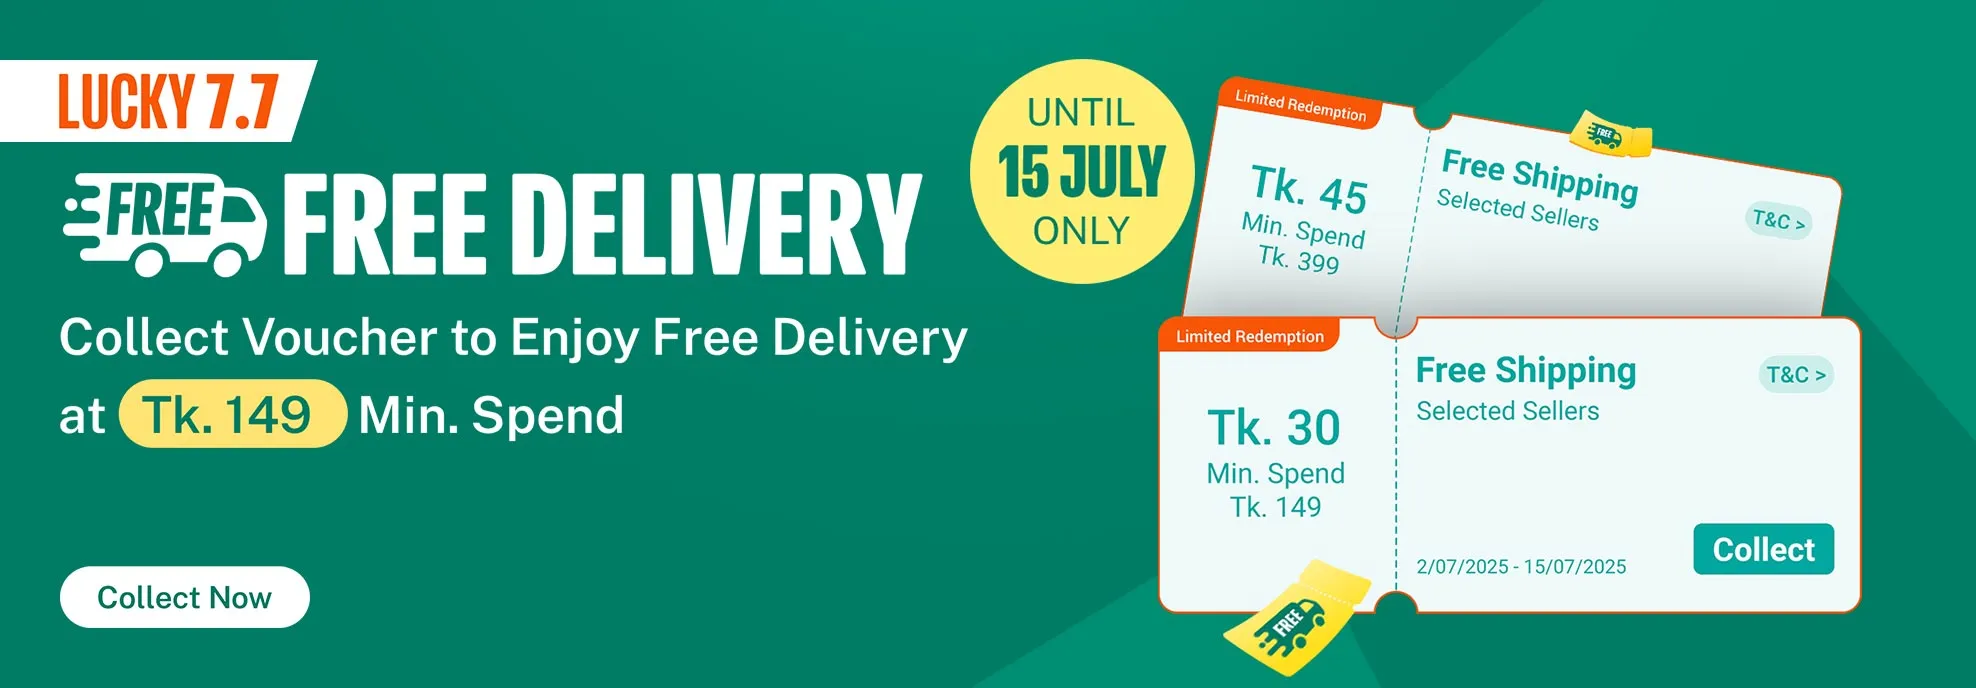 LUCKY 7.7
FREE
FREE DELIVERY
Collect Voucher to Enjoy Free Delivery
at Tk. 149 Min. Spend
Collect Now
UNTIL
15 JULY
ONLY
Limited Redemption
Tk. 45
Min. Spend
Tk. 399
Free Shipping
Selected Sellers
T&C >
FREE
Limited Redemption
Tk. 30
Min. Spend
Tk. 149
Free Shipping
Selected Sellers
T&C >
2/07/2025 - 15/07/2025
Collect
FREE